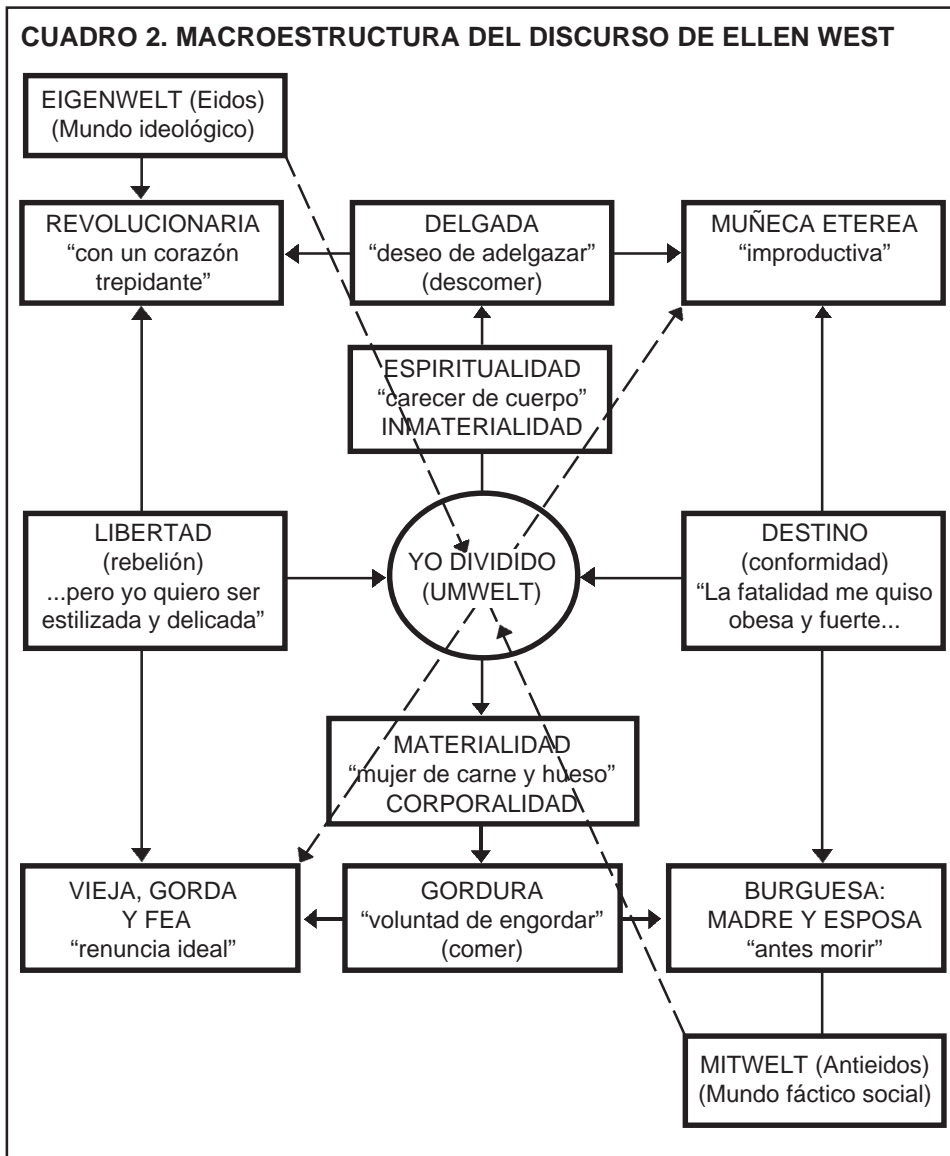 CUADRO 2. MACROESTRUCTURA DEL DISCURSO DE ELLEN WEST
EIGENWELT (Eidos)
(Mundo ideológico)
REVOLUCIONARIA
“con un corazón
trepidante”
DELGADA
“deseo de adelgazar”
(descomer)
MUÑECA ETEREA
“improductiva”
ESPIRITUALIDAD
“carecer de cuerpo”
INMATERIALIDAD
LIBERTAD
(rebelión)
...pero yo quiero ser
estilizada y delicada”
YO DIVIDIDO
(UMWELT)
DESTINO
(conformidad)
“La fatalidad me quiso
obesa y fuerte...
MATERIALIDAD
“mujer de carne y hueso”
CORPORALIDAD
VIEJA, GORDA
Y FEA
“renuncia ideal”
GORDURA
“voluntad de engordar”
(comer)
BURGUESA:
MADRE Y ESPOSA
“antes morir”
MITWELT (Antieidos)
(Mundo fáctico social)